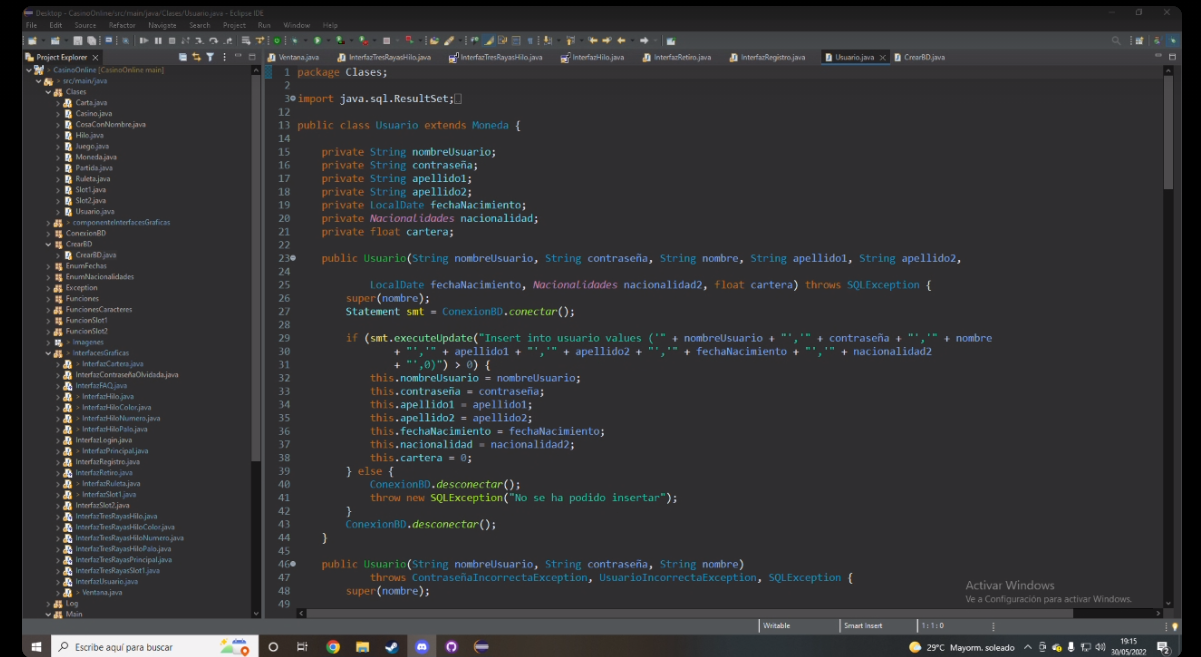 Desktop - CasinoOnline/src/main/java/Clases/Usuario.java - Eclipse IDE
File Edit Source Refactor Navigate Search Project Run Window Help
Project Explorer
Ventana.java InterfazTresRayasHilo.java InterfazTresRayasHilo.java InterfazHilo.java InterfazRetiro.java InterfazRegistro.java Usuario.java CrearBD.java
> CasinoOnline [CasinoOnline main]
> src/main/java
Clases
> Carta.java
> Casino.java
> CosaConNombre.java
> Hilo.java
> Juego.java
> Moneda.java
> Partida.java
> Ruleta.java
> Slot1.java
> Slot2.java
> Usuario.java
> componenteInterfacesGraficas
> ConexionBD
CrearBD
> CrearBD.java
> EnumFechas
> EnumNacionalidades
> Exception
> Funciones
> FuncionesCaracteres
> FuncionSlot1
> FuncionSlot2
> Imagenes
> InterfacesGraficas
> InterfazCartera.java
> InterfazContraseñaOlvidada.java
> InterfazFAQ.java
> InterfazHilo.java
> InterfazHiloColor.java
> InterfazHiloNumero.java
> InterfazHiloPalo.java
> InterfazLogin.java
> InterfazPrincipal.java
> InterfazRegistro.java
> InterfazRetiro.java
> InterfazRuleta.java
> InterfazSlot1.java
> InterfazSlot2.java
> InterfazTresRayasHilo.java
> InterfazTresRayasHiloColor.java
> InterfazTresRayasHiloNumero.java
> InterfazTresRayasHiloPalo.java
> InterfazTresRayasPrincipal.java
> InterfazTresRayasSlot1.java
> InterfazUsuario.java
> Ventana.java
> Log
Main
1 package Clases;
2
3 import java.sql.ResultSet;
12
13 public class Usuario extends Moneda {
14
15 private String nombreUsuario;
16 private String contraseña;
17 private String apellido1;
18 private String apellido2;
19 private LocalDate fechaNacimiento;
20 private Nacionalidades nacionalidad;
21 private float cartera;
22
23 public Usuario(String nombreUsuario, String contraseña, String nombre, String apellido1, String apellido2,
24
25 LocalDate fechaNacimiento, Nacionalidades nacionalidad2, float cartera) throws SQLException {
26 super(nombre);
27 Statement smt = ConexionBD.conectar();
28
29 if (smt.executeUpdate("Insert into usuario values ('" + nombreUsuario + "','" + contraseña + "','" + nombre
30 + "','" + apellido1 + "','" + apellido2 + "','" + fechaNacimiento + "','" + nacionalidad2
31 + "',0)") > 0) {
32 this.nombreUsuario = nombreUsuario;
33 this.contraseña = contraseña;
34 this.apellido1 = apellido1;
35 this.apellido2 = apellido2;
36 this.fechaNacimiento = fechaNacimiento;
37 this.nacionalidad = nacionalidad2;
38 this.cartera = 0;
39 } else {
40 ConexionBD.desconectar();
41 throw new SQLException("No se ha podido insertar");
42 }
43 ConexionBD.desconectar();
44 }
45
46 public Usuario(String nombreUsuario, String contraseña, String nombre)
47 throws ContraseñaIncorrectaException, UsuarioIncorrectaException, SQLException {
48 super(nombre);
49
Activar Windows
Ve a Configuración para activar Windows.
Writable Smart Insert 1 : 1 : 0
Escribe aquí para buscar
29°C Mayorm. soleado
19:15
30/05/2022